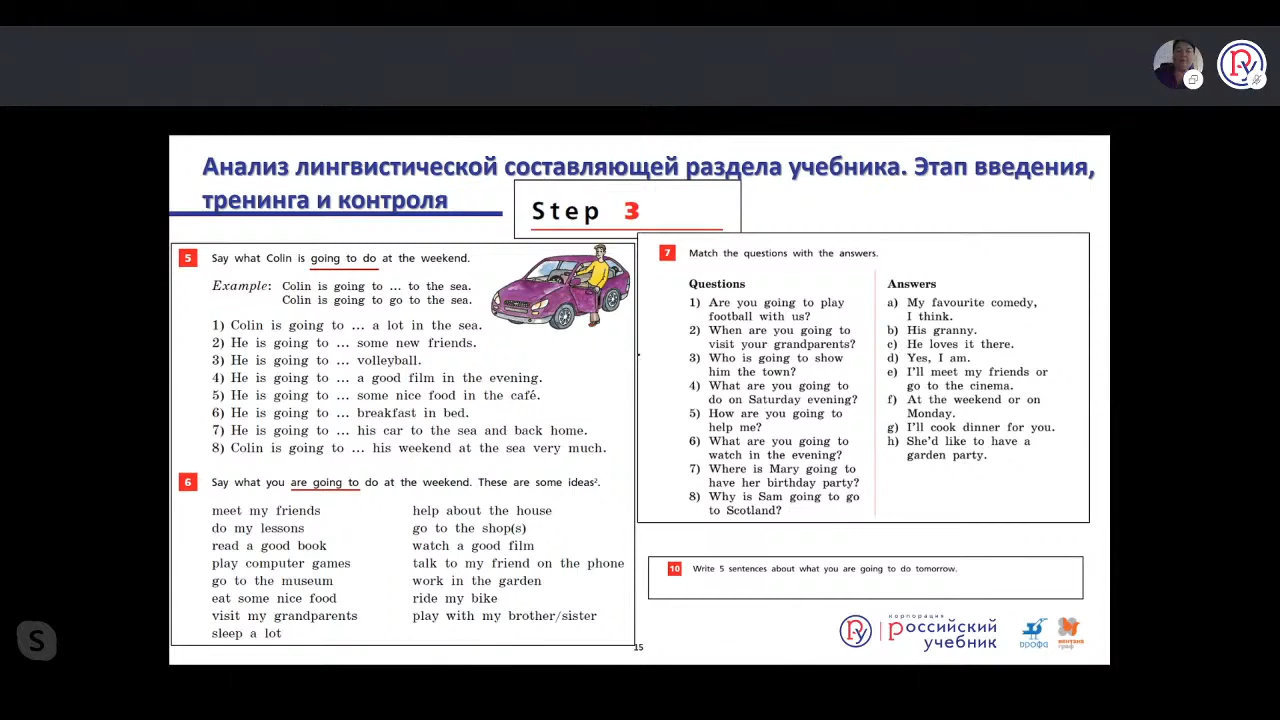 Анализ лингвистической составляющей раздела учебника. Этап введения,
тренинга и контроля
Step 3
5 Say what Colin is going to do at the weekend.
Example: Colin is going to ... to the sea.
Colin is going to go to the sea.
1) Colin is going to ... a lot in the sea.
2) He is going to ... some new friends.
3) He is going to ... volleyball.
4) He is going to ... a good film in the evening.
5) He is going to ... some nice food in the café.
6) He is going to ... breakfast in bed.
7) He is going to ... his car to the sea and back home.
8) Colin is going to ... his weekend at the sea very much.
6 Say what you are going to do at the weekend. These are some ideas².
meet my friends
do my lessons
read a good book
play computer games
go to the museum
eat some nice food
visit my grandparents
sleep a lot
help about the house
go to the shop(s)
watch a good film
talk to my friend on the phone
work in the garden
ride my bike
play with my brother/sister
7 Match the questions with the answers.
Questions
1) Are you going to play
football with us?
2) When are you going to
visit your grandparents?
3) Who is going to show
him the town?
4) What are you going to
do on Saturday evening?
5) How are you going to
help me?
6) What are you going to
watch in the evening?
7) Where is Mary going to
have her birthday party?
8) Why is Sam going to go
to Scotland?
Answers
a) My favourite comedy,
I think.
b) His granny.
c) He loves it there.
d) Yes, I am.
e) I'll meet my friends or
go to the cinema.
f) At the weekend or on
Monday.
g) I'll cook dinner for you.
h) She'd like to have a
garden party.
10 Write 5 sentences about what you are going to do tomorrow.
корпорация
российский
учебник
дрофа
вентана
граф
15
S